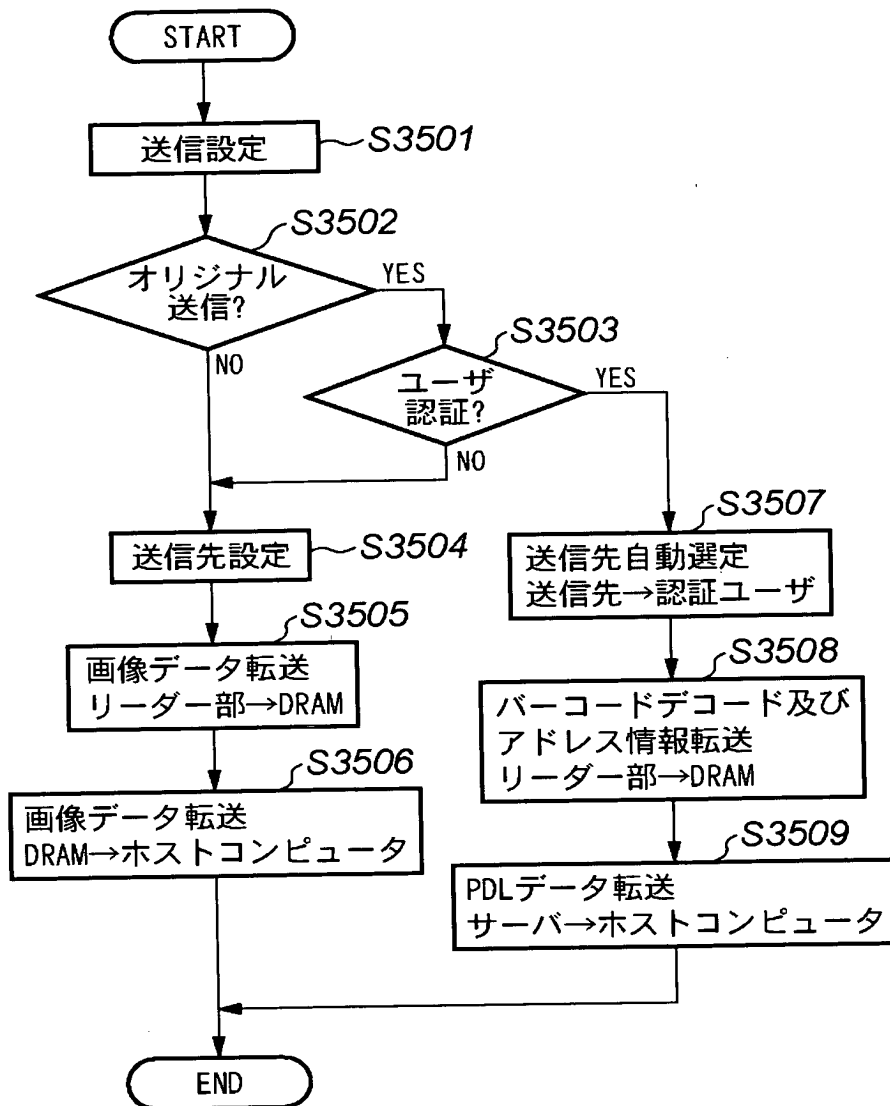 START
送信設定
S3501
S3502
オリジナル
送信?
YES
NO
S3503
ユーザ
認証?
YES
NO
送信先設定
S3504
S3507
送信先自動選定
送信先→認証ユーザ
S3505
画像データ転送
リーダー部→DRAM
S3508
バーコードデコード及び
アドレス情報転送
リーダー部→DRAM
S3506
画像データ転送
DRAM→ホストコンピュータ
S3509
PDLデータ転送
サーバ→ホストコンピュータ
END